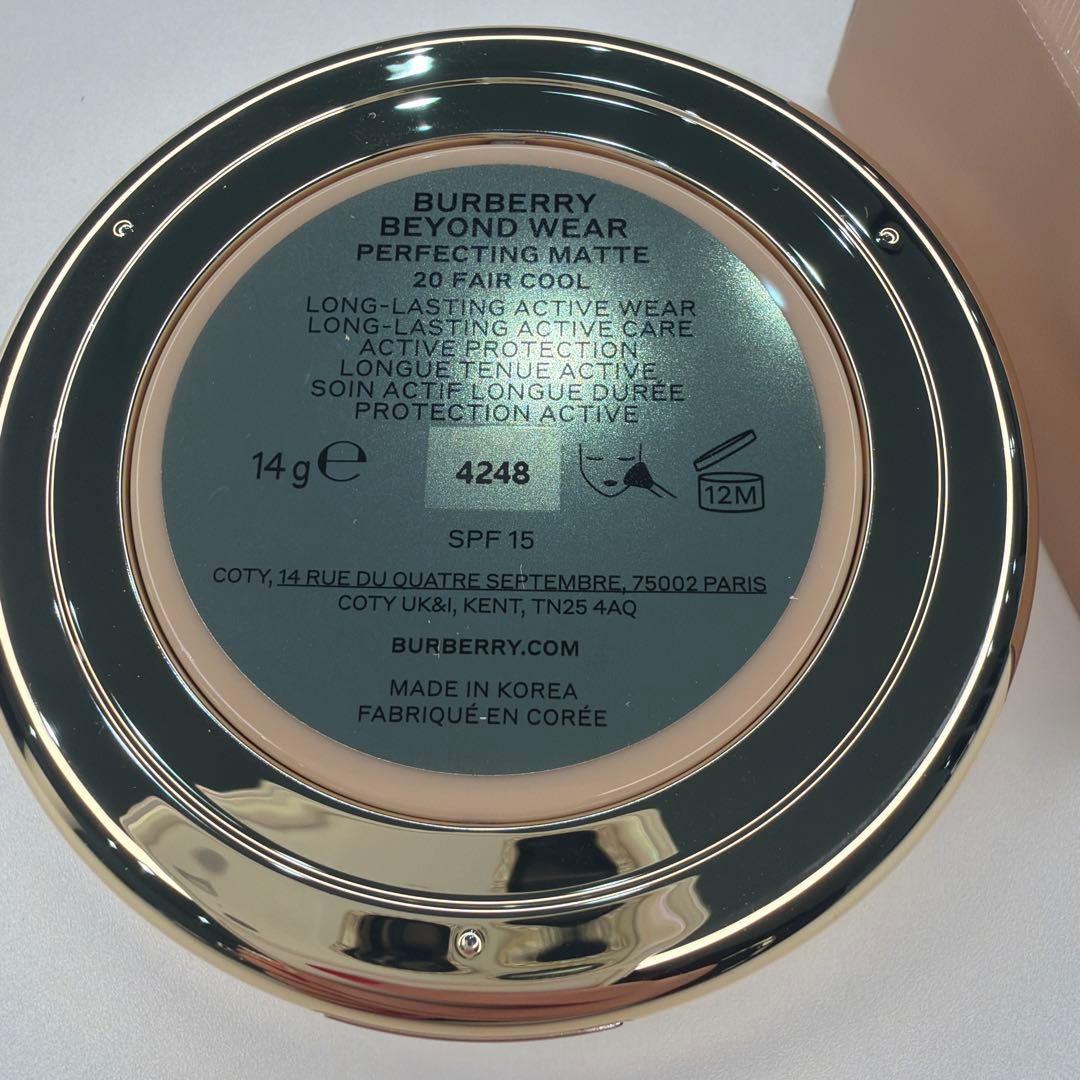 BURBERRY
BEYOND WEAR
PERFECTING MATTE
20 FAIR COOL
LONG-LASTING ACTIVE WEAR
LONG-LASTING ACTIVE CARE
ACTIVE PROTECTION
LONGUE TENUE ACTIVE
SOIN ACTIF LONGUE DURÉE
PROTECTION ACTIVE
14 g ℮ 4248 12M
SPF 15
COTY, 14 RUE DU QUATRE SEPTEMBRE, 75002 PARIS
COTY UK&I, KENT, TN25 4AQ
BURBERRY.COM
MADE IN KOREA
FABRIQUÉ EN CORÉE